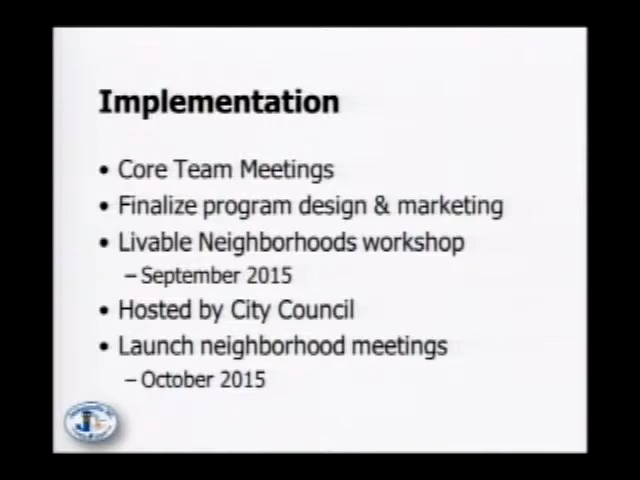 Implementation
• Core Team Meetings
• Finalize program design & marketing
• Livable Neighborhoods workshop
– September 2015
• Hosted by City Council
• Launch neighborhood meetings
– October 2015